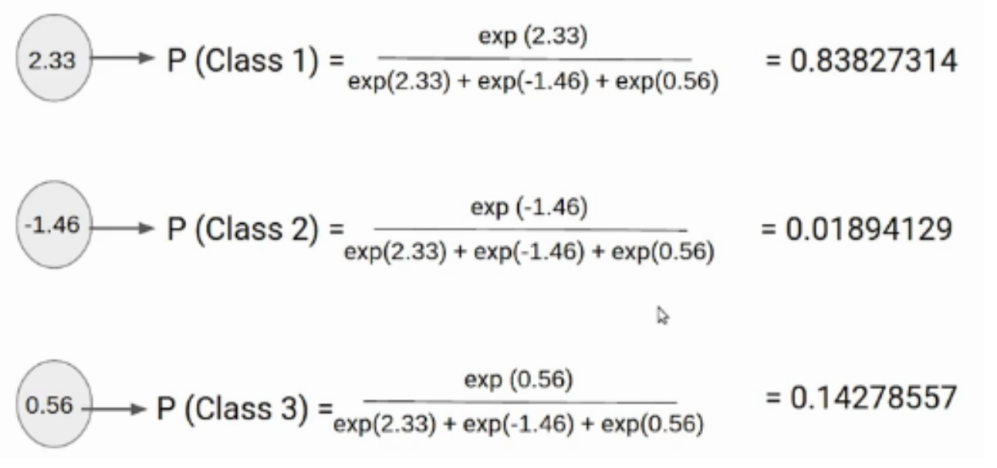 exp (2.33)
2.33 P (Class 1) = = 0.83827314
exp(2.33) + exp(-1.46) + exp(0.56)
exp (-1.46)
-1.46 P (Class 2) = = 0.01894129
exp(2.33) + exp(-1.46) + exp(0.56)
exp (0.56)
0.56 P (Class 3) = = 0.14278557
exp(2.33) + exp(-1.46) + exp(0.56)